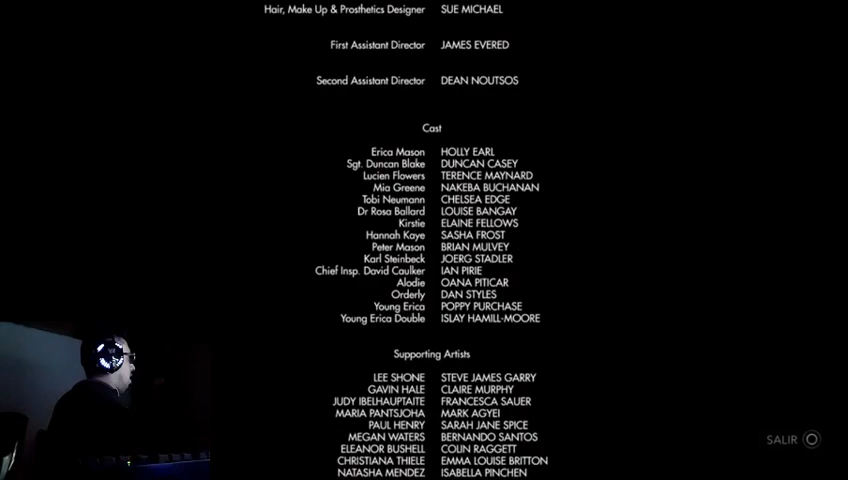 Hair, Make Up & Prosthetics Designer SUE MICHAEL
First Assistant Director JAMES EVERED
Second Assistant Director DEAN NOUTSOS
Cast
Erica Mason HOLLY EARL
Sgt. Duncan Blake DUNCAN CASEY
Lucien Flowers TERENCE MAYNARD
Mia Greene NAKEBA BUCHANAN
Tobi Neumann CHELSEA EDGE
Dr Rosa Ballard LOUISE BANGAY
Kirstie ELAINE FELLOWS
Hannah Kaye SASHA FROST
Peter Mason BRIAN MULVEY
Karl Steinbeck JOERG STADLER
Chief Insp. David Caulker IAN PIRIE
Alodie OANA PITICAR
Orderly DAN STYLES
Young Erica POPPY PURCHASE
Young Erica Double ISLAY HAMILL-MOORE
Supporting Artists
LEE SHONE STEVE JAMES GARRY
GAVIN HALE CLAIRE MURPHY
JUDY IBELHAUPTAITE FRANCESCA SAUER
MARIA PANTSJOHA MARK AGYEI
PAUL HENRY SARAH JANE SPICE
MEGAN WATERS BERNANDO SANTOS
ELEANOR BUSHELL COLIN RAGGETT
CHRISTIANA THIELE EMMA LOUISE BRITTON
NATASHA MENDEZ ISABELLA PINCHEN
SALIR